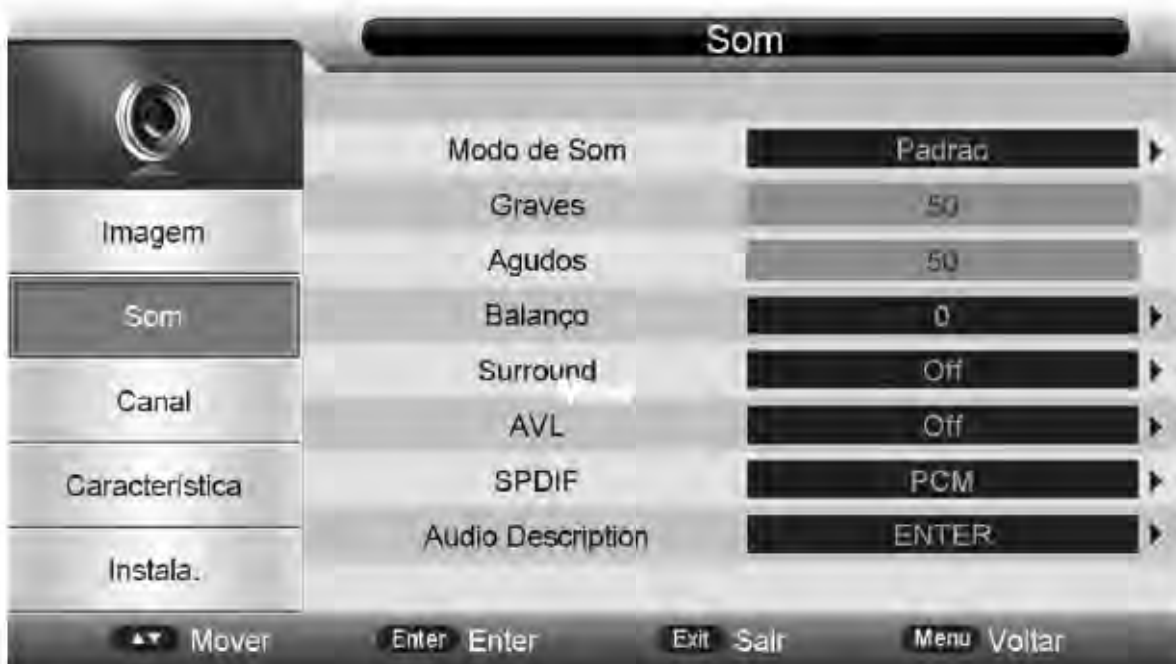 Som
Imagem
Som
Canal
Característica
Instala.
Modo de Som Padrão
Graves 50
Agudos 50
Balanço 0
Surround Off
AVL Off
SPDIF PCM
Audio Description ENTER
Mover Enter Enter Exit Sair Menu Voltar